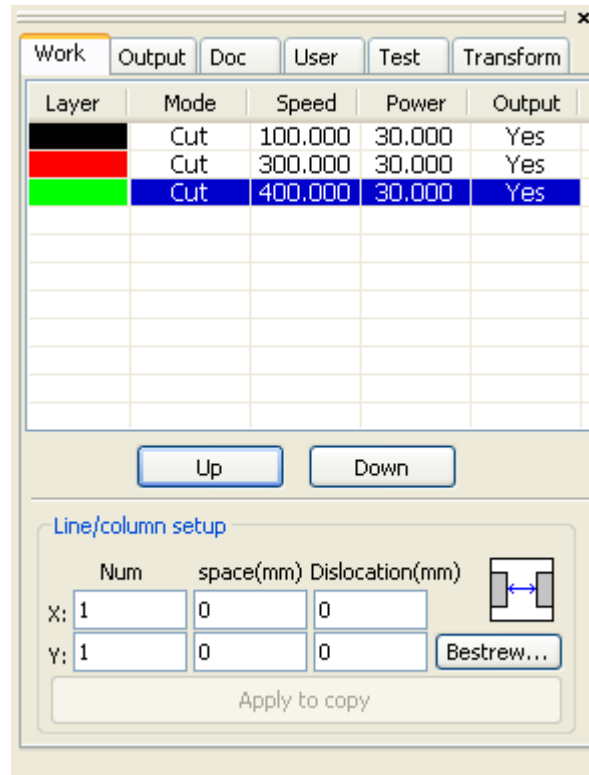 Work Output Doc User Test Transform
Layer Mode Speed Power Output
Cut 100.000 30.000 Yes
Cut 300.000 30.000 Yes
Cut 400.000 30.000 Yes
Up Down
Line/column setup
Num space(mm) Dislocation(mm)
X: 1 0 0
Y: 1 0 0 Bestrew...
Apply to copy